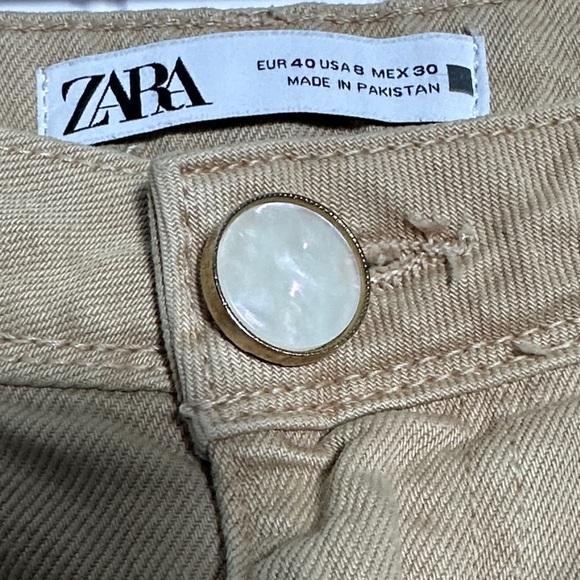 ZARA
EUR 40 USA 8 MEX 30
MADE IN PAKISTAN